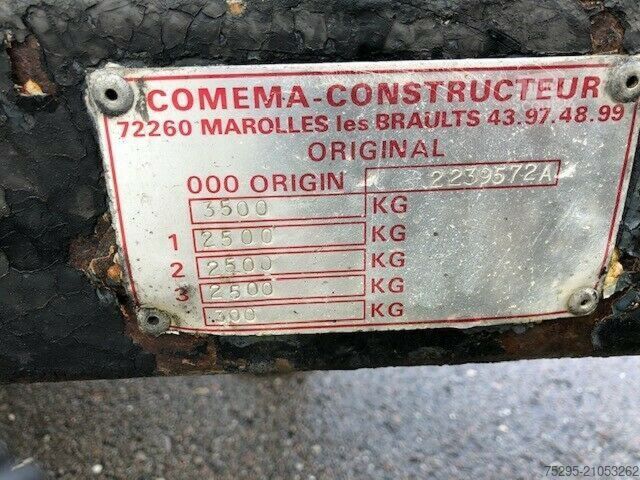 COMEMA-CONSTRUCTEUR
72260 MAROLLES les BRAULTS 43.97.48.99
ORIGINAL
000 ORIGIN 2239572A
3500 KG
1 2500 KG
2 2500 KG
3 2500 KG
300 KG
75295-21053262